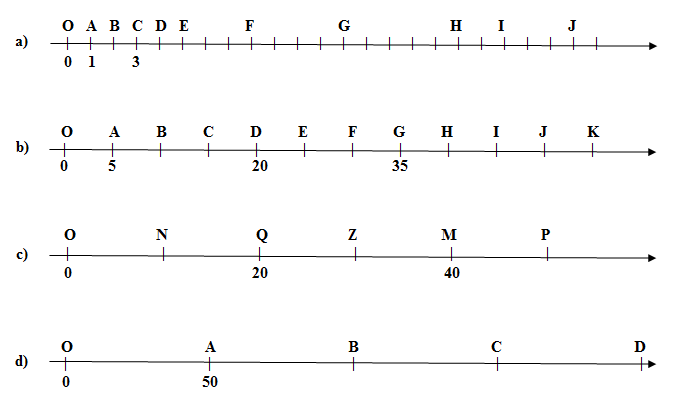 O A B C D E F G H I J
a)
0 1 3
O A B C D E F G H I J K
b)
0 5 20 35
O N Q Z M P
c)
0 20 40
O A B C D
d)
0 50